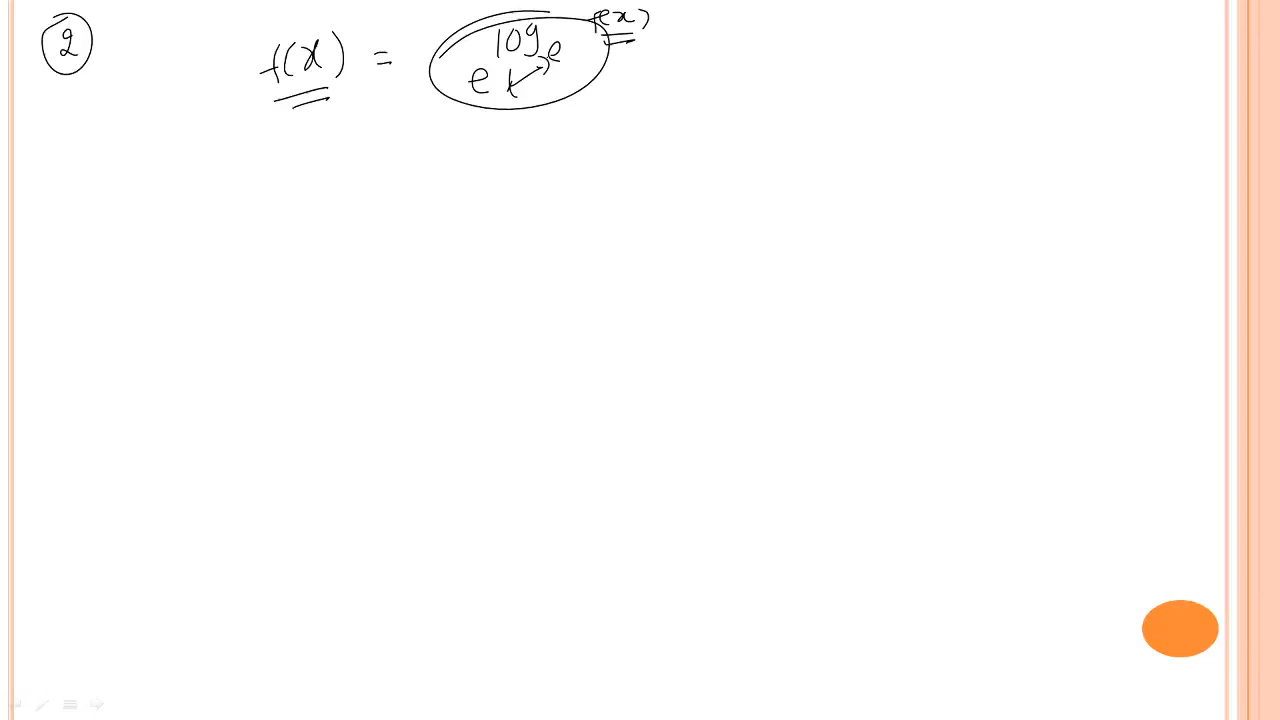 ② f(x) = e^{log_e f(x)}